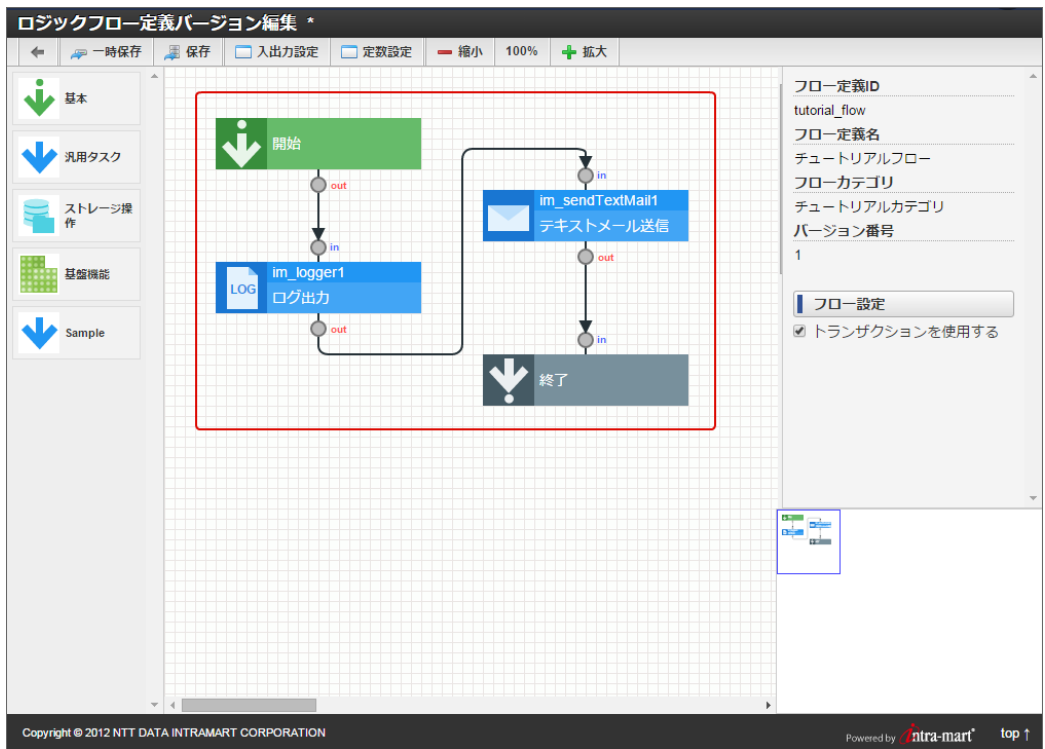 ロジックフロー定義バージョン編集 *
一時保存
保存
入出力設定
定数設定
縮小
100%
拡大
基本
汎用タスク
ストレージ操
作
基盤機能
Sample
開始
out
in
im_logger1
LOG
ログ出力
out
in
im_sendTextMail1
テキストメール送信
out
in
終了
フロー定義ID
tutorial_flow
フロー定義名
チュートリアルフロー
フローカテゴリ
チュートリアルカテゴリ
バージョン番号
1
フロー設定
トランザクションを使用する
Copyright © 2012 NTT DATA INTRAMART CORPORATION
Powered by intra-mart
top ↑